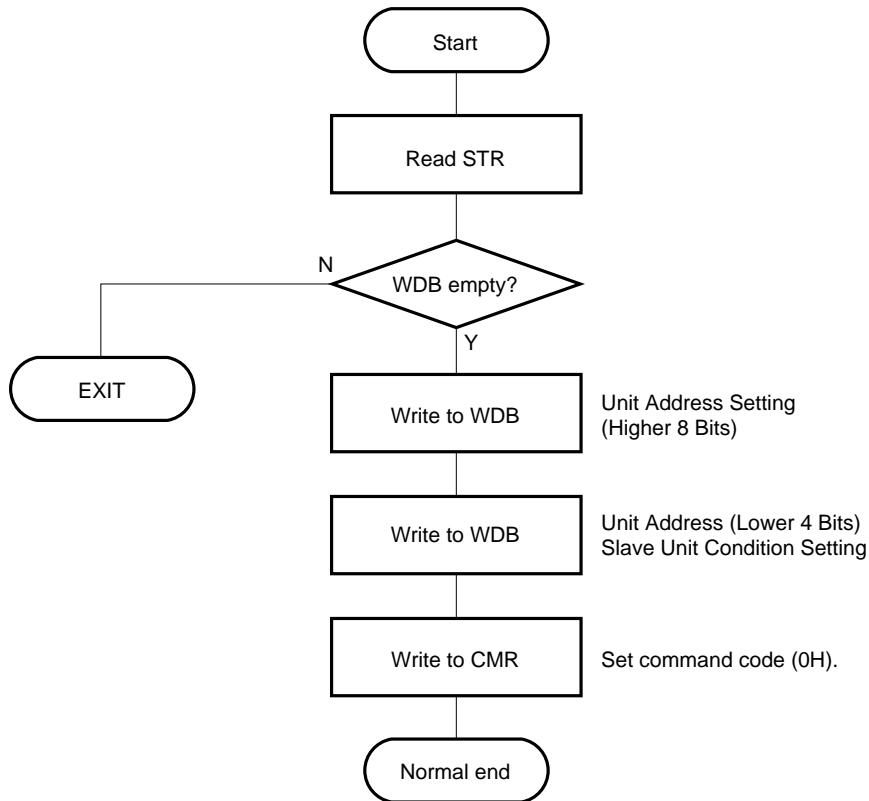 Start
Read STR
WDB empty?
N
Y
EXIT
Write to WDB
Unit Address Setting
(Higher 8 Bits)
Write to WDB
Unit Address (Lower 4 Bits)
Slave Unit Condition Setting
Write to CMR
Set command code (0H).
Normal end